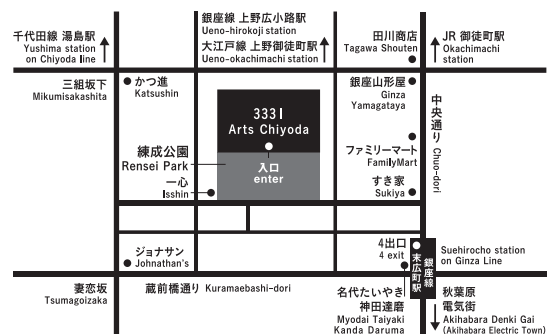 千代田線 湯島駅
Yushima station
on Chiyoda line
銀座線 上野広小路駅
Ueno-hirokoji station
大江戸線 上野御徒町駅
Ueno-okachimachi station
田川商店
Tagawa Shouten
JR 御徒町駅
Okachimachi
station
三組坂下
Mikumisakashita
かつ進
Katsushin
3331
Arts Chiyoda
銀座山形屋
Ginza
Yamagataya
中央通り Chuo-dori
練成公園
Rensei Park
入口
enter
ファミリーマート
FamilyMart
一心
Isshin
すき家
Sukiya
ジョナサン
Johnathan's
4出口
4 exit
末広町駅
銀座線
Suehirocho station
on Ginza Line
妻恋坂
Tsumagoizaka
蔵前橋通り Kuramaebashi-dori
名代たいやき
神田達磨
Myodai Taiyaki
Kanda Daruma
秋葉原
電気街
Akihabara Denki Gai
(Akihabara Electric Town)